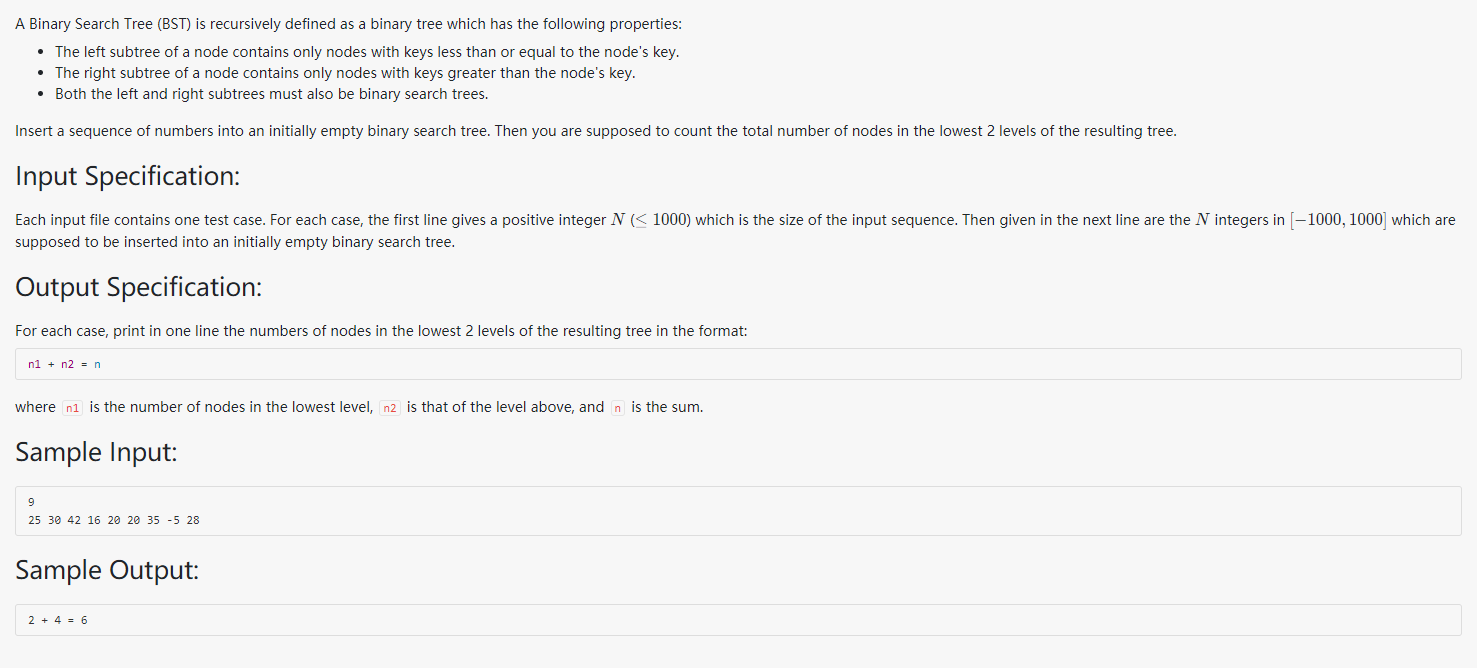 A Binary Search Tree (BST) is recursively defined as a binary tree which has the following properties:
• The left subtree of a node contains only nodes with keys less than or equal to the node's key.
• The right subtree of a node contains only nodes with keys greater than the node's key.
• Both the left and right subtrees must also be binary search trees.
Insert a sequence of numbers into an initially empty binary search tree. Then you are supposed to count the total number of nodes in the lowest 2 levels of the resulting tree.
Input Specification:
Each input file contains one test case. For each case, the first line gives a positive integer N (≤ 1000) which is the size of the input sequence. Then given in the next line are the N integers in [−1000, 1000] which are
supposed to be inserted into an initially empty binary search tree.
Output Specification:
For each case, print in one line the numbers of nodes in the lowest 2 levels of the resulting tree in the format:
n1 + n2 = n
where n1 is the number of nodes in the lowest level, n2 is that of the level above, and n is the sum.
Sample Input:
9
25 30 42 16 20 20 35 -5 28
Sample Output:
2 + 4 = 6